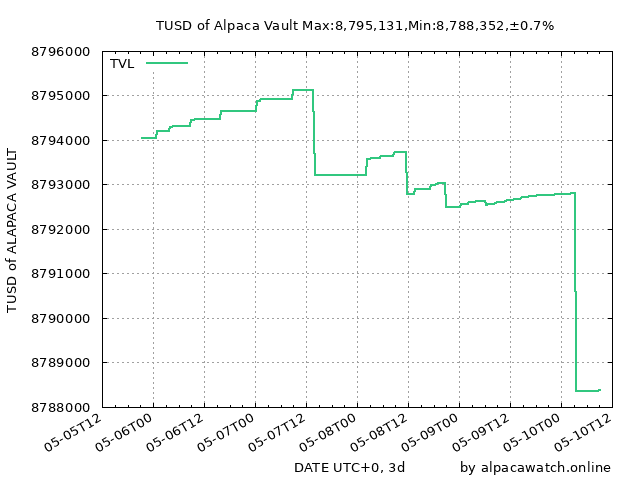 TUSD of Alpaca Vault Max:8,795,131,Min:8,788,352,±0.7%
TVL
8796000
8795000
8794000
8793000
8792000
8791000
8790000
8789000
8788000
TUSD of ALAPACA VAULT
05-05T12
05-06T00
05-06T12
05-07T00
05-07T12
05-08T00
05-08T12
05-09T00
05-09T12
05-10T00
05-10T12
DATE UTC+0, 3d
by alpacawatch.online